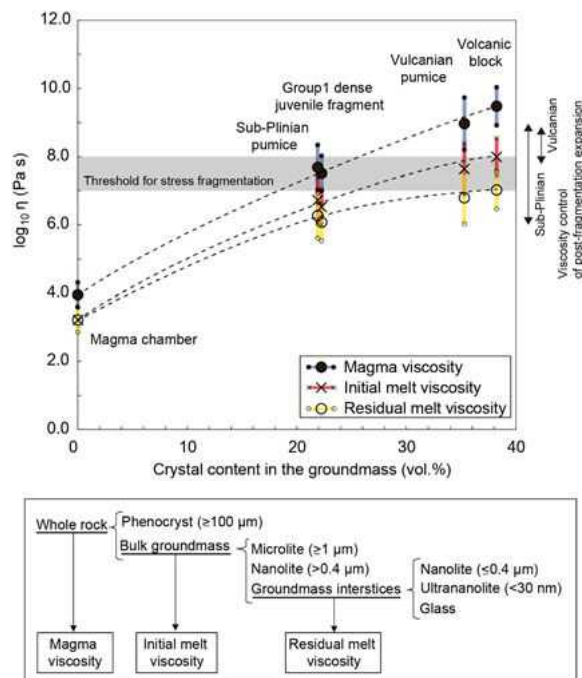 12.0
10.0
8.0
6.0
4.0
2.0
0.0
log10 η (Pa s)
Volcanic
block
Vulcanian
pumice
Group1 dense
juvenile fragment
Sub-Plinian
pumice
Threshold for stress fragmentation
Magma chamber
Magma viscosity
Initial melt viscosity
Residual melt viscosity
0
10
20
30
40
Crystal content in the groundmass (vol.%)
Vulcanian
Sub-Plinian
Viscosity control
of post-fragmentation expansion
Whole rock
Phenocryst (≥100 μm)
Bulk groundmass
Microlite (≥1 μm)
Nanolite (>0.4 μm)
Groundmass interstices
Nanolite (≤0.4 μm)
Ultrananolite (<30 nm)
Glass
Magma
viscosity
Initial melt
viscosity
Residual melt
viscosity